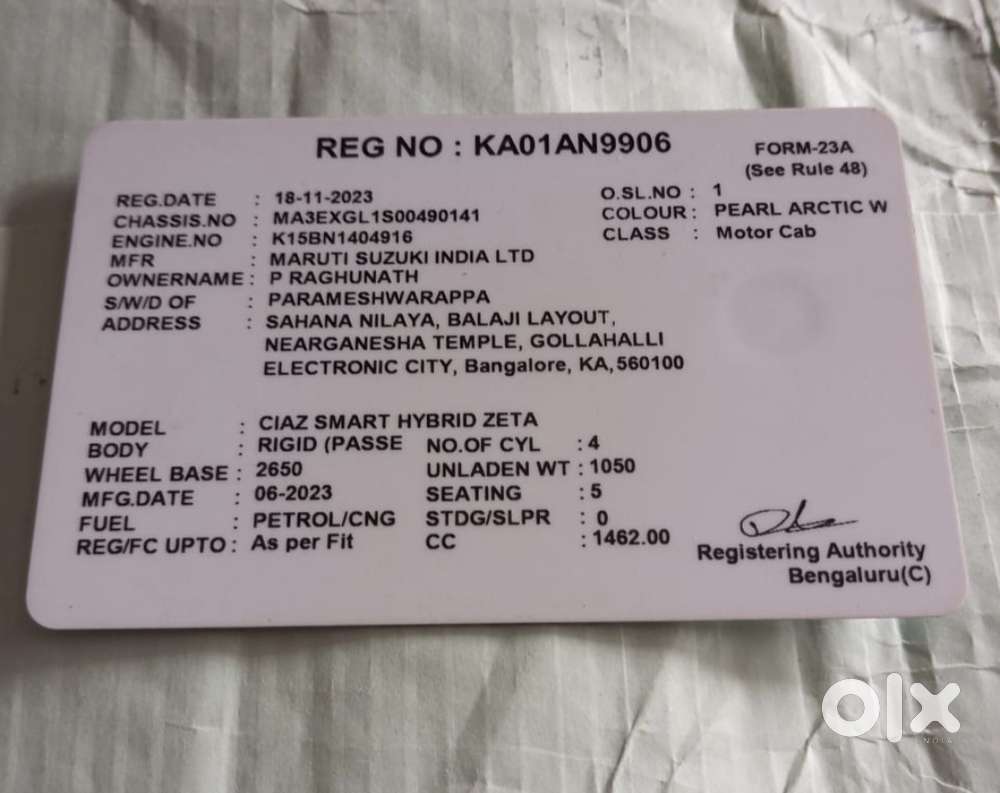 REG NO : KA01AN9906
FORM-23A
(See Rule 48)
REG.DATE : 18-11-2023
O.SL.NO : 1
CHASSIS.NO : MA3EXGL1S00490141
COLOUR : PEARL ARCTIC W
ENGINE.NO : K15BN1404916
CLASS : Motor Cab
MFR : MARUTI SUZUKI INDIA LTD
OWNERNAME : P RAGHUNATH
S/W/D OF : PARAMESHWARAPPA
ADDRESS : SAHANA NILAYA, BALAJI LAYOUT,
NEARGANESHA TEMPLE, GOLLAHALLI
ELECTRONIC CITY, Bangalore, KA,560100
MODEL : CIAZ SMART HYBRID ZETA
BODY : RIGID (PASSE NO.OF CYL : 4
WHEEL BASE : 2650 UNLADEN WT : 1050
MFG.DATE : 06-2023 SEATING : 5
FUEL : PETROL/CNG STDG/SLPR : 0
REG/FC UPTO : As per Fit CC : 1462.00
Registering Authority
Bengaluru(C)
olx
INDIA